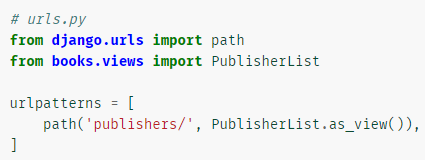 # urls.py
from django.urls import path
from books.views import PublisherList

urlpatterns = [
    path('publishers/', PublisherList.as_view()),
]